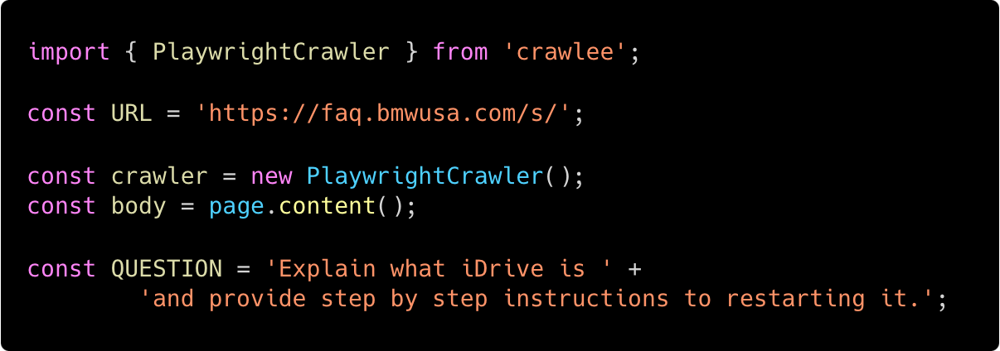 import { PlaywrightCrawler } from 'crawlee';
const URL = 'https://faq.bmwusa.com/s/';
const crawler = new PlaywrightCrawler();
const body = page.content();
const QUESTION = 'Explain what iDrive is ' +
'and provide step by step instructions to restarting it.';